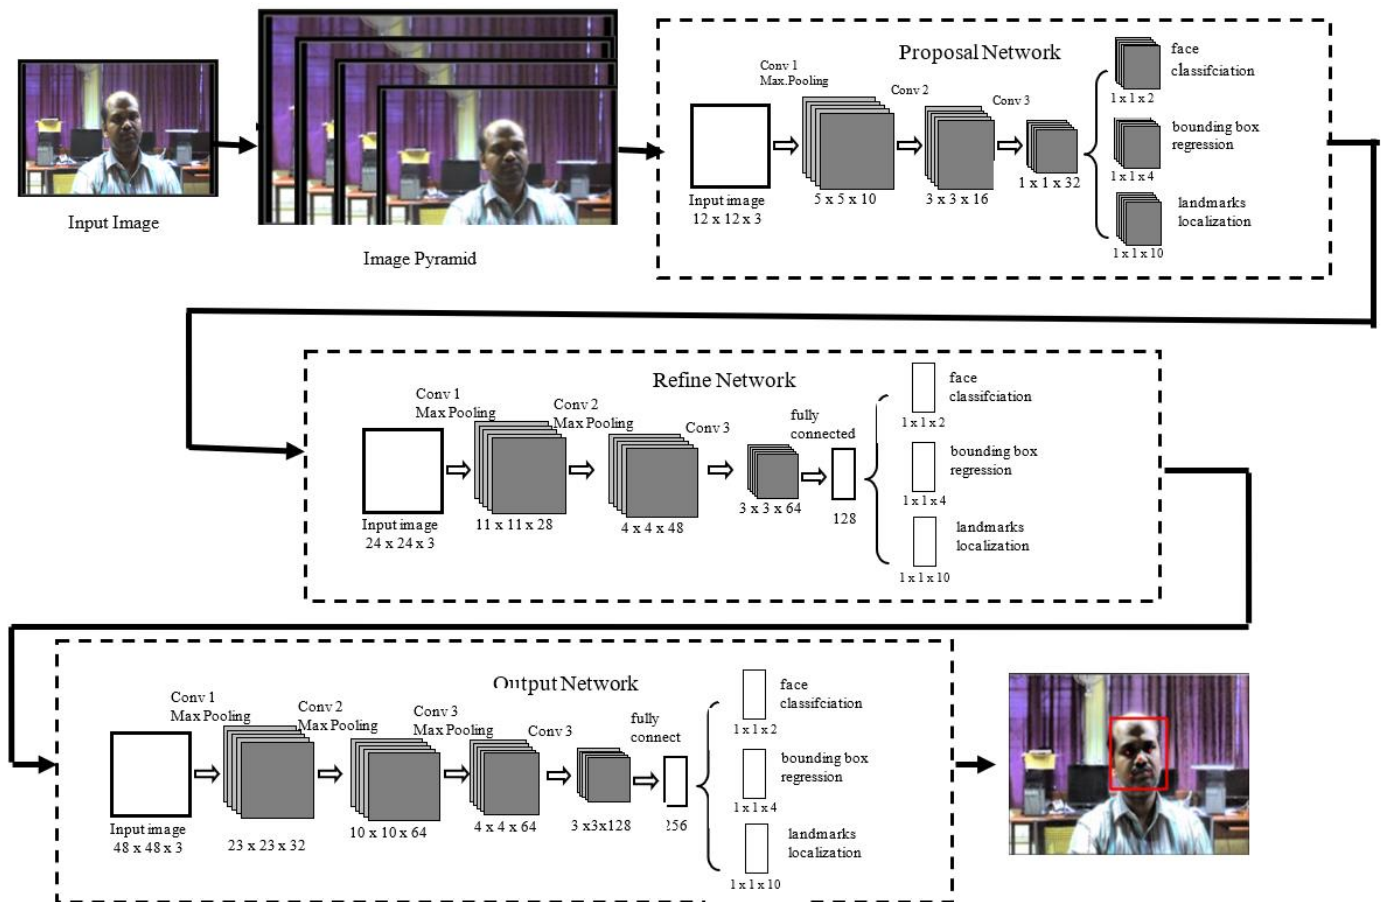 Input Image
Image Pyramid
Proposal Network
Conv 1
Max.Pooling
Conv 2
Conv 3
Input image
12 x 12 x 3
5 x 5 x 10
3 x 3 x 16
1 x 1 x 32
face
classifciation
1 x 1 x 2
bounding box
regression
1 x 1 x 4
landmarks
localization
1 x 1 x 10
Refine Network
Conv 1
Max Pooling
Conv 2
Max Pooling
Conv 3
fully
connected
Input image
24 x 24 x 3
11 x 11 x 28
4 x 4 x 48
3 x 3 x 64
128
face
classifciation
1 x 1 x 2
bounding box
regression
1 x 1 x 4
landmarks
localization
1 x 1 x 10
Output Network
Conv 1
Max Pooling
Conv 2
Max Pooling
Conv 3
Max Pooling
Conv 3
fully
connect
Input image
48 x 48 x 3
23 x 23 x 32
10 x 10 x 64
4 x 4 x 64
3 x3x128
256
face
classifciation
1 x 1 x 2
bounding box
regression
1 x 1 x 4
landmarks
localization
1 x 1 x 10